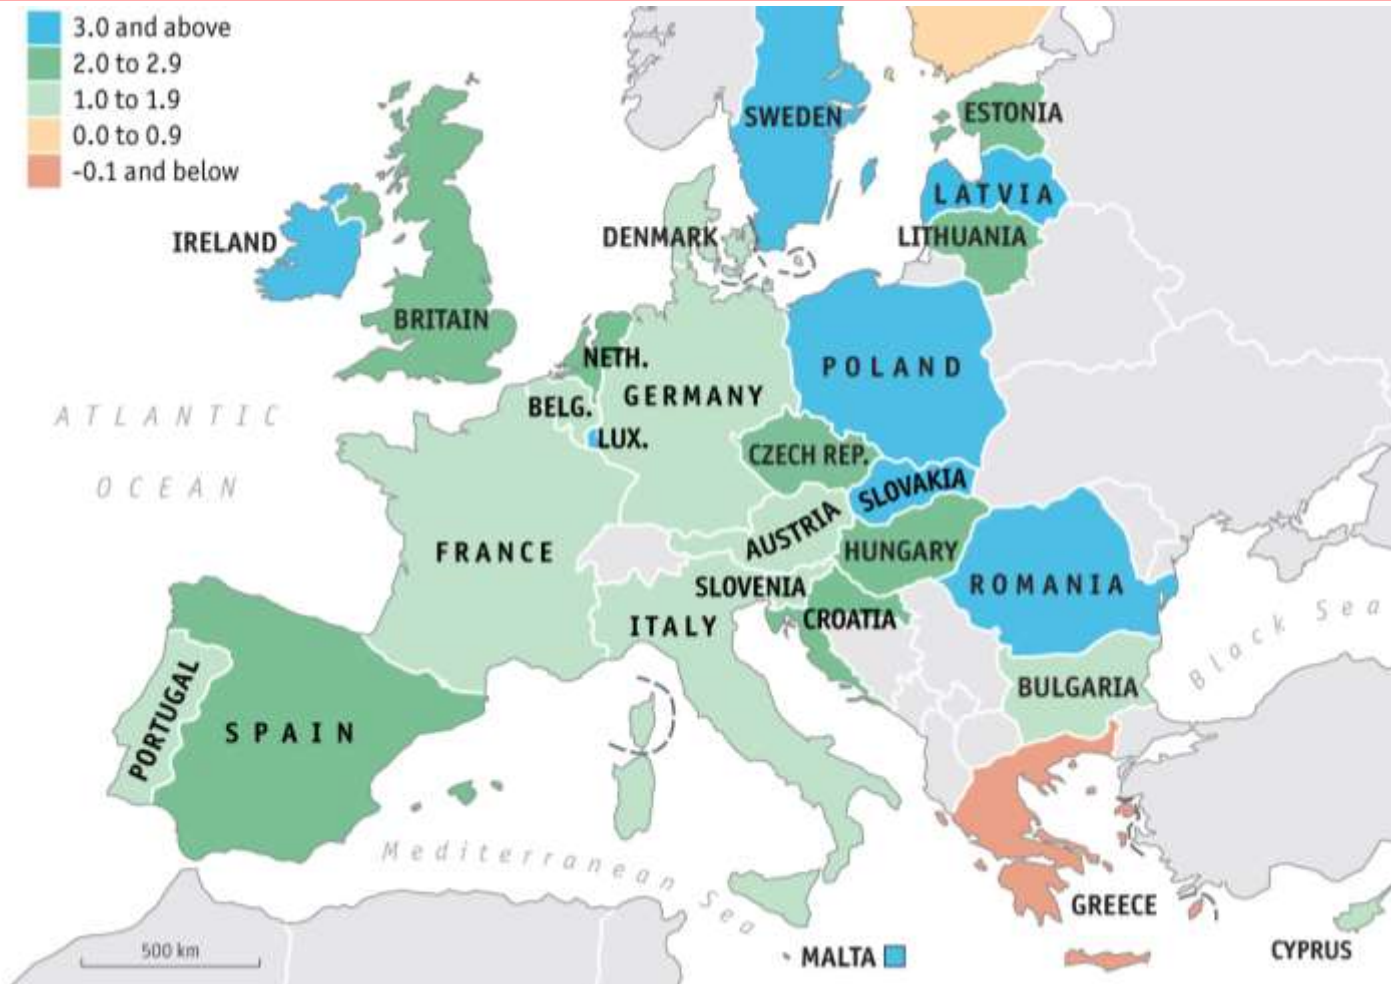 3.0 and above
2.0 to 2.9
1.0 to 1.9
0.0 to 0.9
-0.1 and below
SWEDEN
ESTONIA
LATVIA
IRELAND
DENMARK
LITHUANIA
BRITAIN
NETH.
POLAND
GERMANY
BELG.
ATLANTIC
OCEAN
LUX.
CZECH REP.
SLOVAKIA
AUSTRIA
FRANCE
HUNGARY
SLOVENIA
ROMANIA
ITALY
CROATIA
Black Sea
PORTUGAL
SPAIN
BULGARIA
Mediterranean Sea
GREECE
500 km
MALTA
CYPRUS